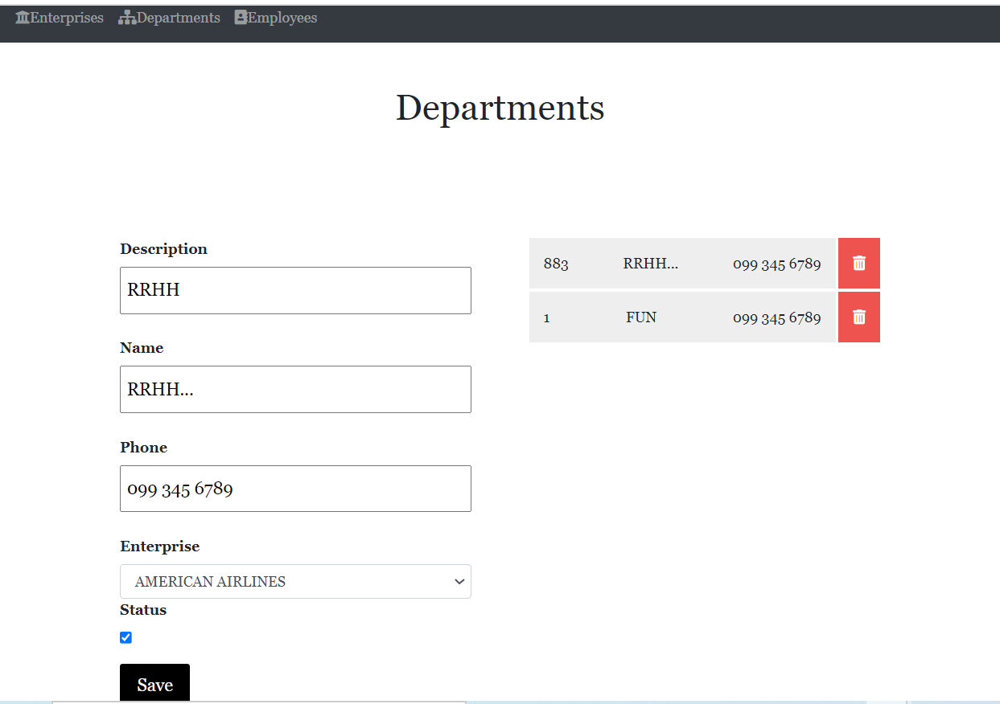 Enterprises Departments Employees
Departments
Description
RRHH
Name
RRHH...
Phone
099 345 6789
Enterprise
AMERICAN AIRLINES
Status
Save
883 RRHH... 099 345 6789
1 FUN 099 345 6789